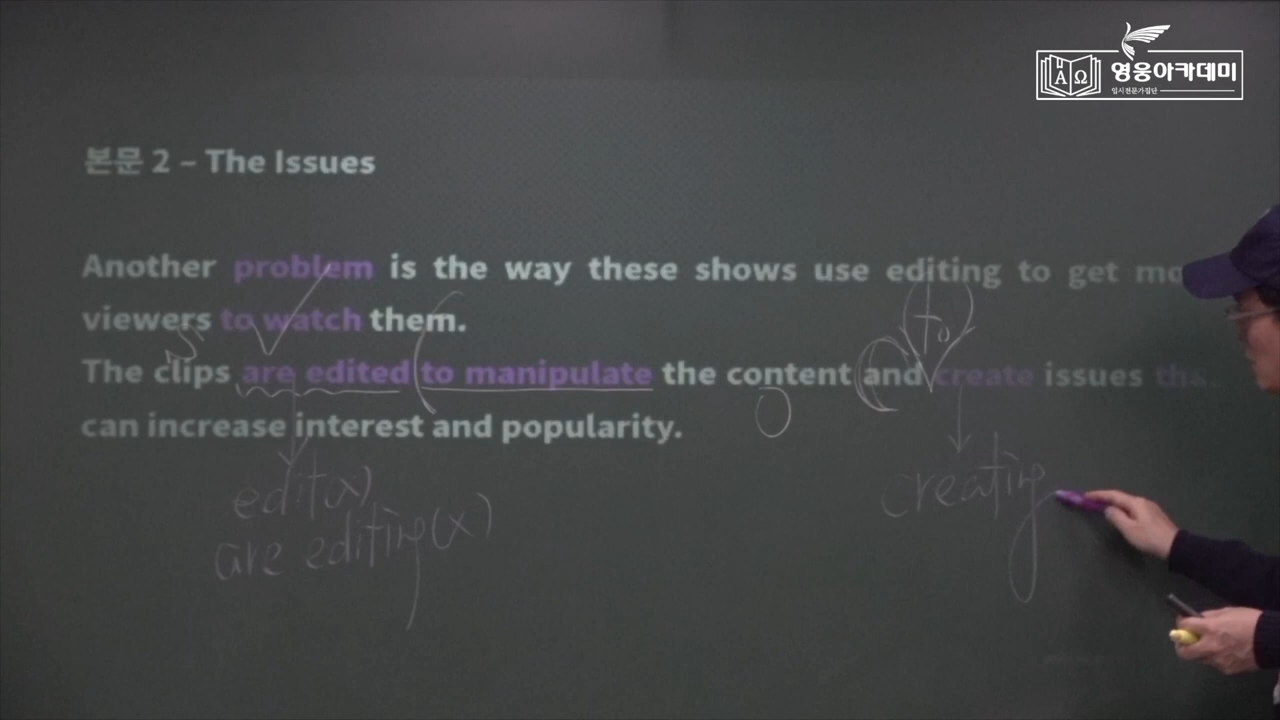 영웅아카데미
입시전문가집단
본문 2 – The Issues
Another problem is the way these shows use editing to get
viewers to watch them.
to
The clips are edited to manipulate the content and create issues
can increase interest and popularity.
edit(x)
are editing(x)
creating